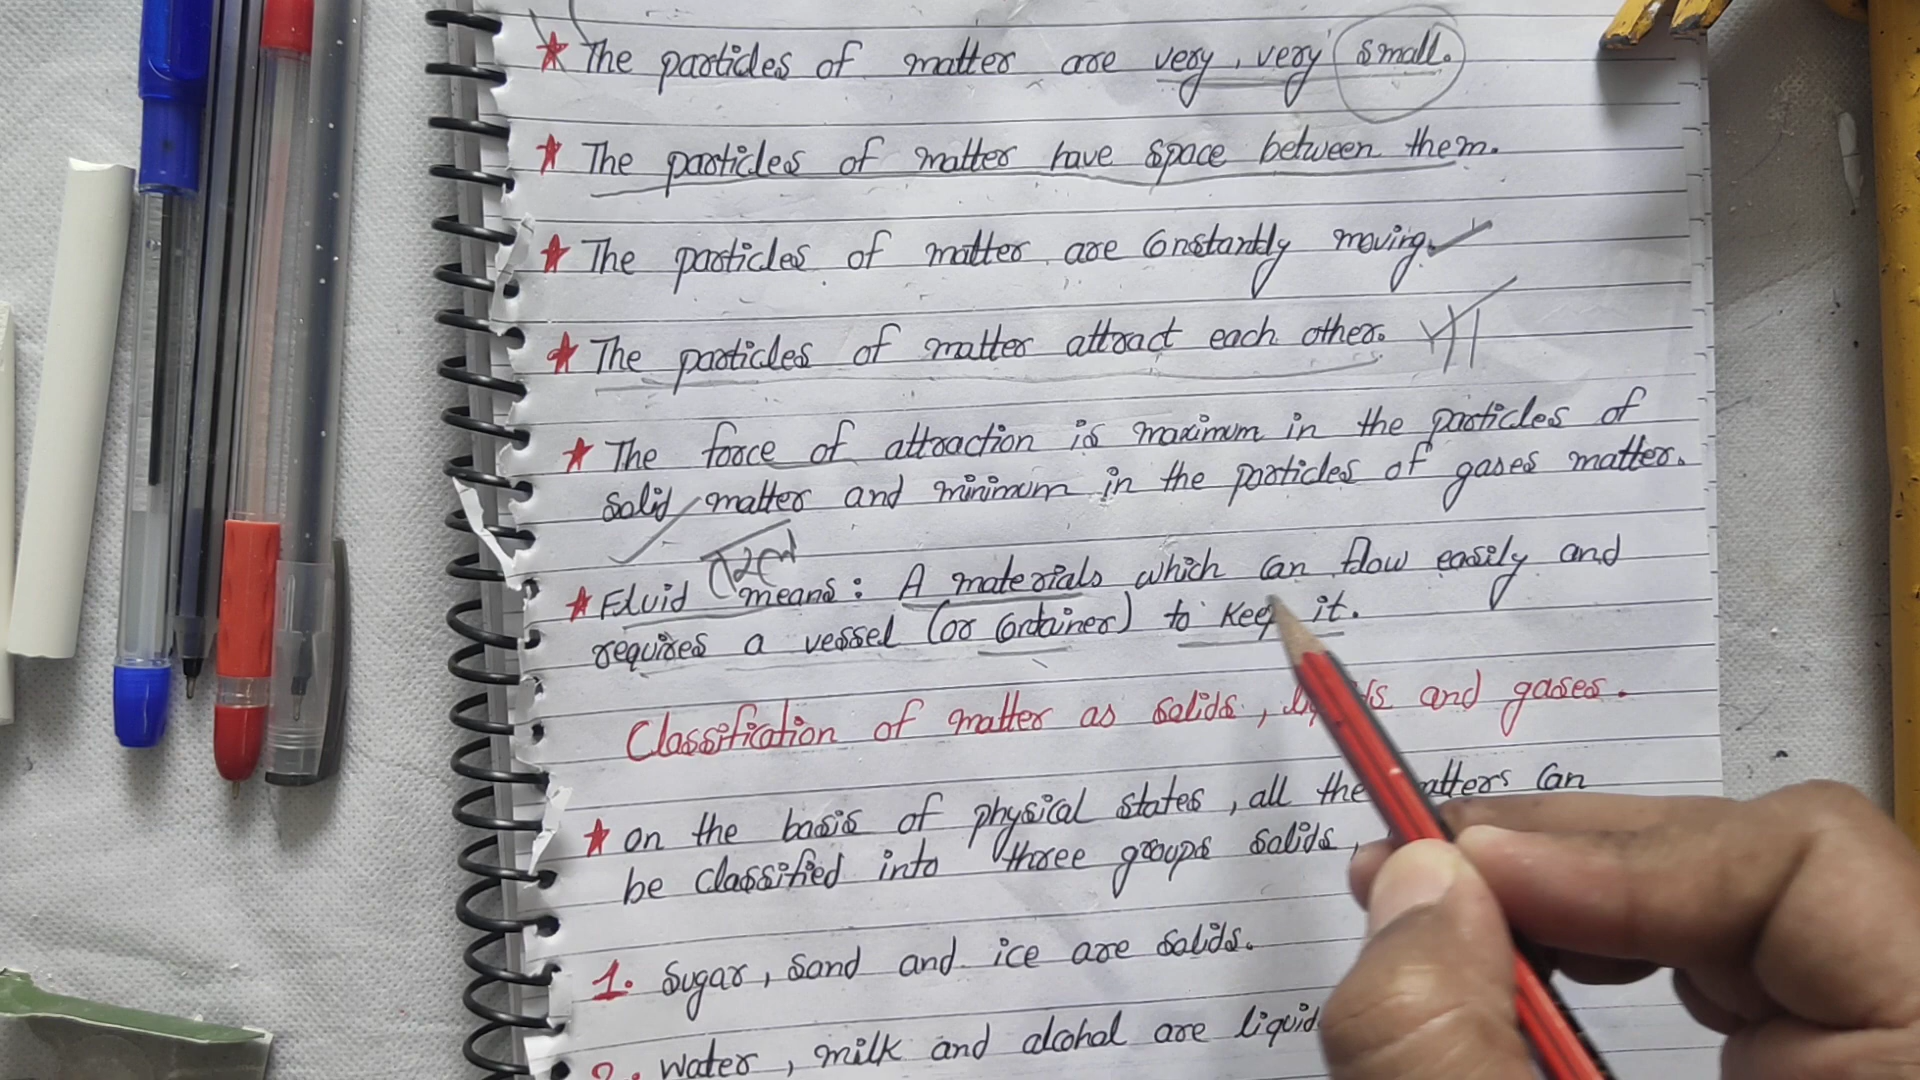 ★ The particles of matter are very, very small.
★ The particles of matter have space between them.
★ The particles of matter are Constantly moving.
★ The particles of matter attract each other.
★ The force of attraction is maximum in the particles of
solid matter and minimum in the particles of gases matter.
★ Fluid means: A materials which can flow easily and
requires a vessel (or Container) to keep it.
Classification of matter as solids, and gases.
★ on the basis of physical states, all the can
be classified into three groups solids,
1. Sugar, Sand and ice are solids.
2. Water, milk and alcohal are